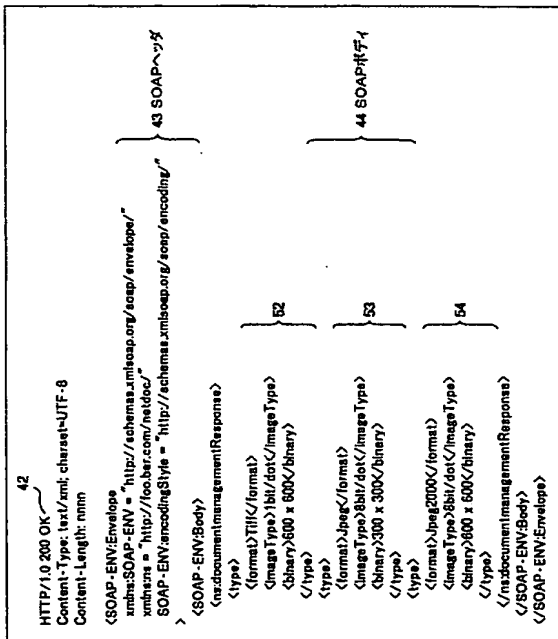 42
HTTP/1.0 200 OK
Content-Type: text/xml; charset=UTF-8
Content-Length: nnnn
<SOAP-ENV:Envelope
xmlns:SOAP-ENV = "http://schemas.xmlsoap.org/soap/envelope/"
xmlns:ns = "http://foo.bar.com/netdoc/"
SOAP-ENV:encodingStyle = "http://schemas.xmlsoap.org/soap/encoding/"
>
43 SOAPヘッダ
<SOAP-ENV:Body>
<ns:documentmanagementResponse>
<type>
<format>Tiff</format>
<imageType>1bit/dot</imageType>
<binary>600 x 600</binary>
</type>
52
<type>
<format>Jpeg</format>
<imageType>8bit/dot</imageType>
<binary>300 x 300</binary>
</type>
53
<type>
<format>Jpeg2000</format>
<imageType>8bit/dot</imageType>
<binary>600 x 600</binary>
</type>
54
</ns:documentmanagementResponse>
</SOAP-ENV:Body>
</SOAP-ENV:Envelope>
44 SOAPボディ